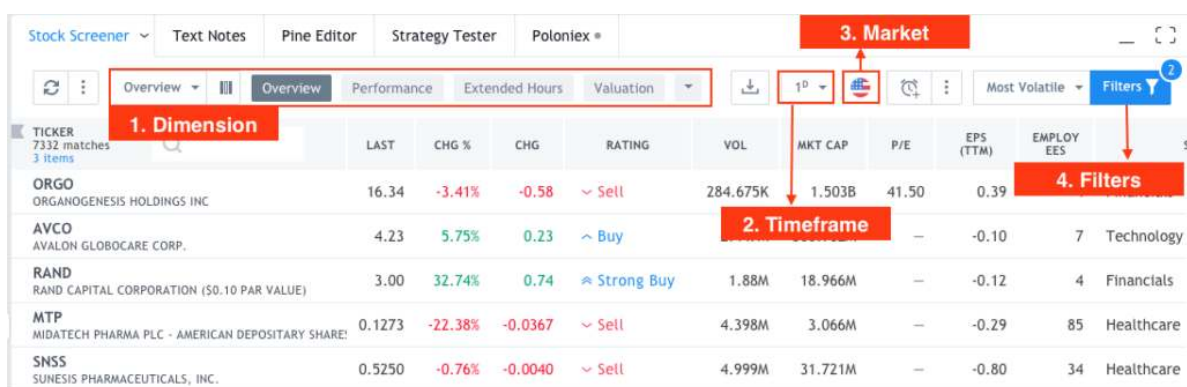 Stock Screener Text Notes Pine Editor Strategy Tester Poloniex 3. Market
2
Overview Overview Performance Extended Hours Valuation 1D Most Volatile Filters
1. Dimension
TICKER
7332 matches
3 items
LAST CHG % CHG RATING VOL MKT CAP P/E EPS (TTM) EMPLOY EES
4. Filters
ORGO 16.34 -3.41% -0.58 Sell 284.675K 1.503B 41.50 0.39
ORGANOGENESIS HOLDINGS INC
2. Timeframe
AVCO 4.23 5.75% 0.23 Buy — -0.10 7 Technology
AVALON GLOBOCARE CORP.
RAND 3.00 32.74% 0.74 Strong Buy 1.88M 18.966M — -0.12 4 Financials
RAND CAPITAL CORPORATION ($0.10 PAR VALUE)
MTP 0.1273 -22.38% -0.0367 Sell 4.398M 3.066M — -0.29 85 Healthcare
MIDATECH PHARMA PLC - AMERICAN DEPOSITARY SHARE
SNSS 0.5250 -0.76% -0.0040 Sell 4.999M 31.721M — -0.80 34 Healthcare
SUNESIS PHARMACEUTICALS, INC.